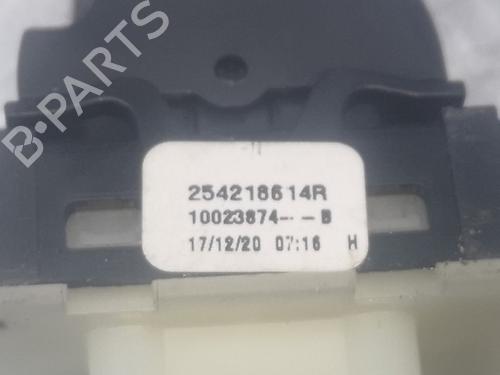 B-PARTS
254218614R
10023874- - B
17/12/20 07:16 H